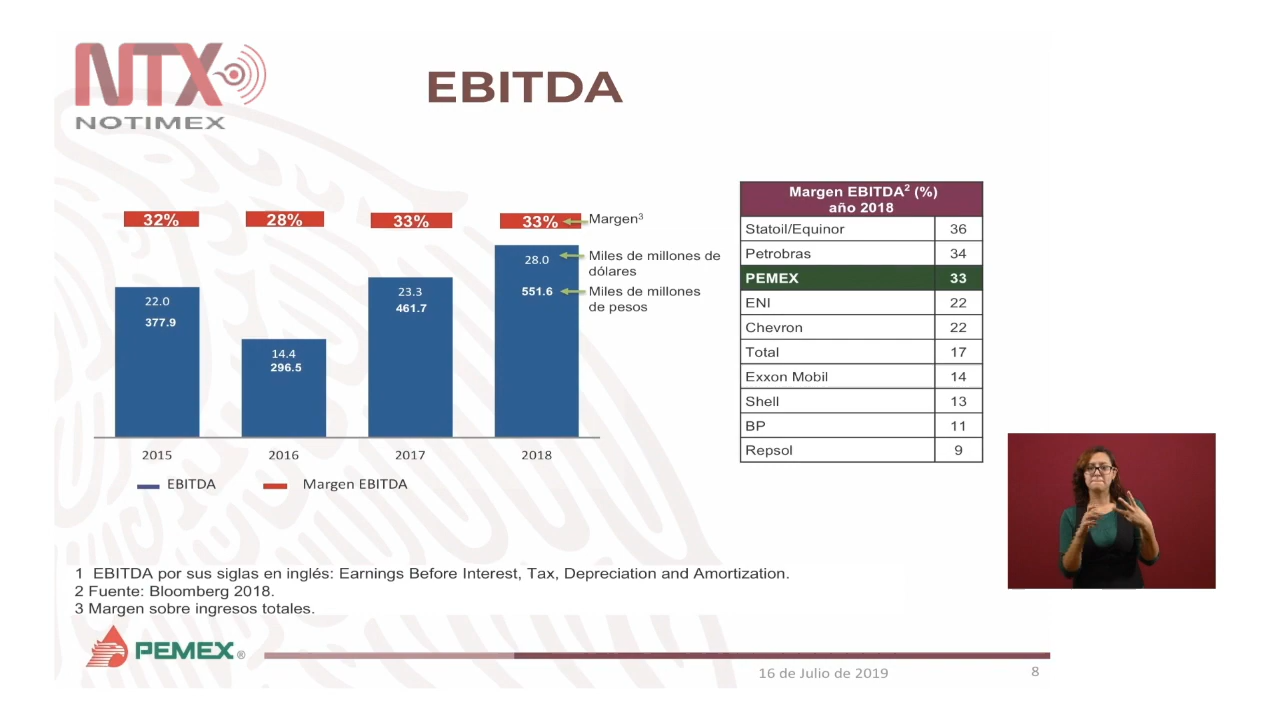 NTX
NOTIMEX
EBITDA
32%
28%
33%
33%
Margen3
22.0
377.9
14.4
296.5
23.3
461.7
28.0
551.6
Miles de millones de
dólares
Miles de millones
de pesos
2015
2016
2017
2018
EBITDA
Margen EBITDA
Margen EBITDA2 (%)
año 2018
Statoil/Equinor 36
Petrobras 34
PEMEX 33
ENI 22
Chevron 22
Total 17
Exxon Mobil 14
Shell 13
BP 11
Repsol 9
1 EBITDA por sus siglas en inglés: Earnings Before Interest, Tax, Depreciation and Amortization.
2 Fuente: Bloomberg 2018.
3 Margen sobre ingresos totales.
PEMEX®
16 de Julio de 2019
8